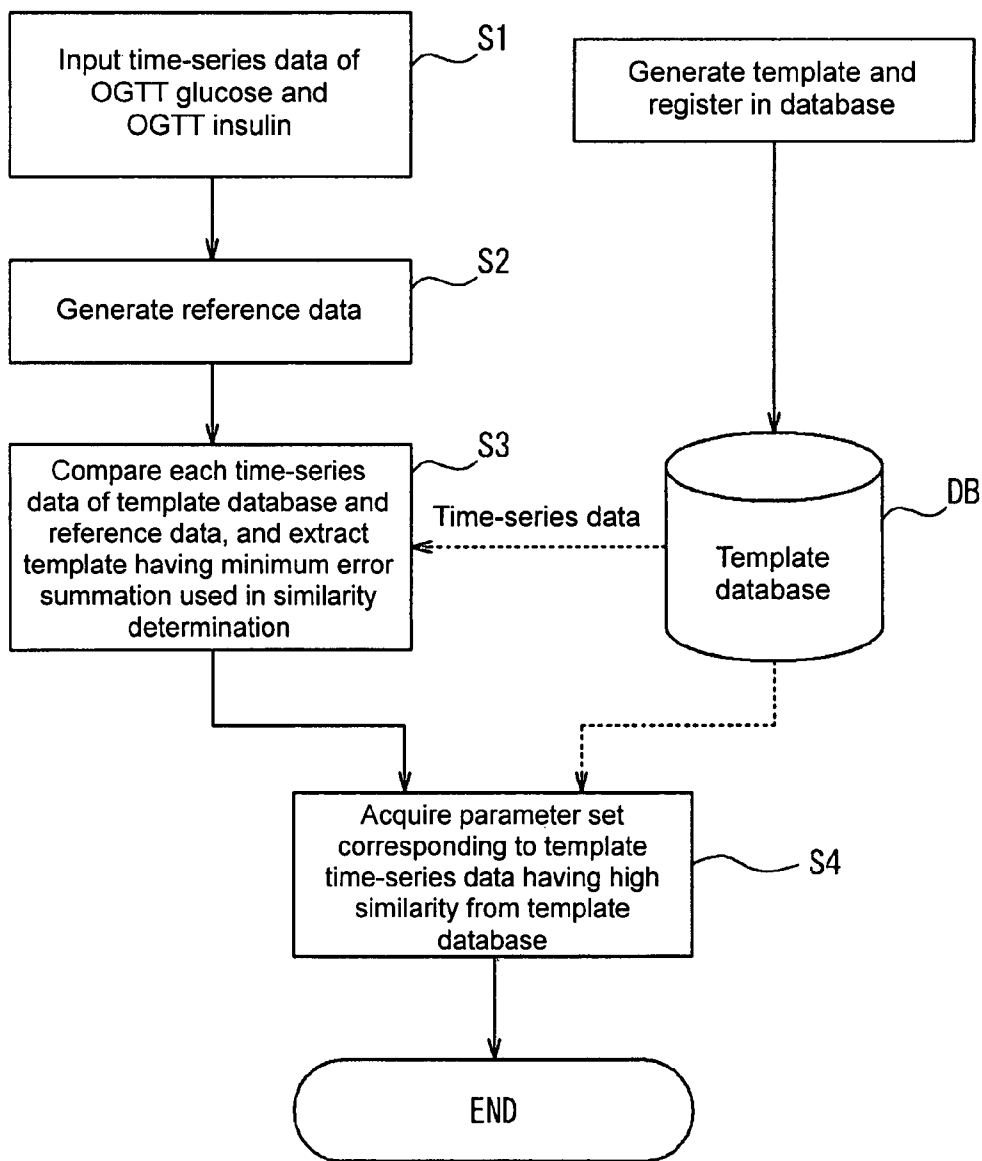 Input time-series data of
OGTT glucose and
OGTT insulin
S1
Generate template and
register in database
Generate reference data
S2
Compare each time-series
data of template database and
reference data, and extract
template having minimum error
summation used in similarity
determination
S3
Time-series data
Template
database
DB
Acquire parameter set
corresponding to template
time-series data having high
similarity from template
database
S4
END